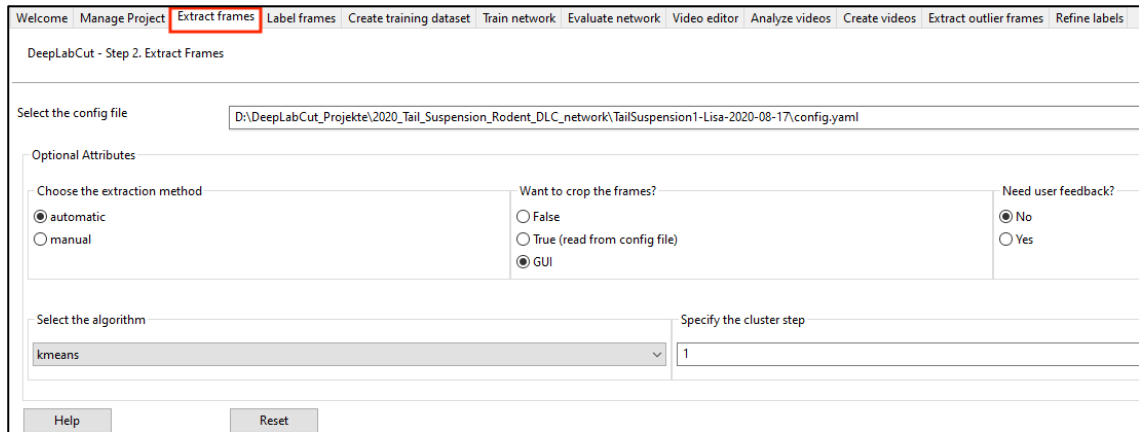 Welcome Manage Project Extract frames Label frames Create training dataset Train network Evaluate network Video editor Analyze videos Create videos Extract outlier frames Refine labels
DeepLabCut - Step 2. Extract Frames
Select the config file
D:\DeepLabCut_Projekte\2020_Tail_Suspension_Rodent_DLC_network\TailSuspension1-Lisa-2020-08-17\config.yaml
Optional Attributes
Choose the extraction method
automatic
manual
Want to crop the frames?
False
True (read from config file)
GUI
Need user feedback?
No
Yes
Select the algorithm
kmeans
Specify the cluster step
1
Help
Reset